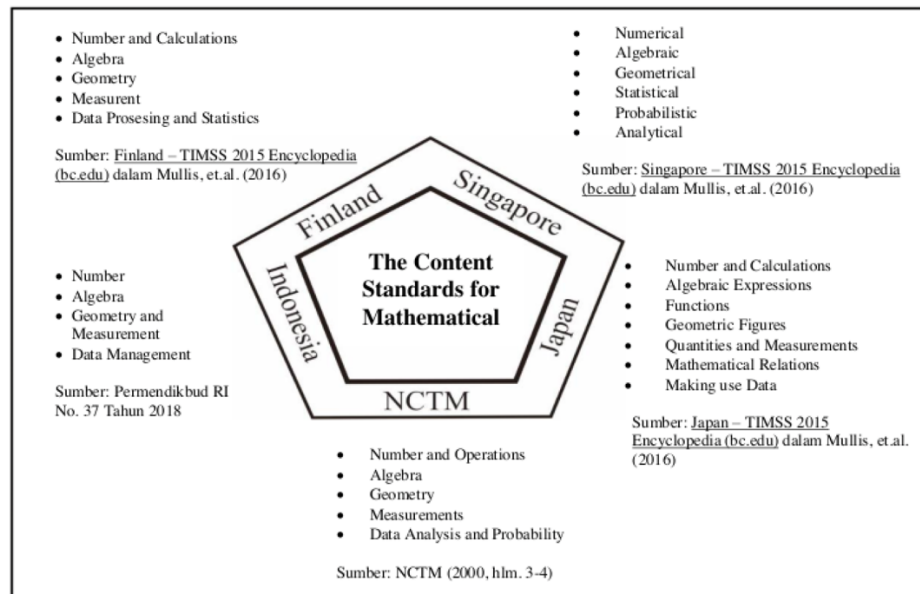 • Number and Calculations
• Algebra
• Geometry
• Measurent
• Data Prosesing and Statistics
Sumber: Finland – TIMSS 2015 Encyclopedia
(bc.edu) dalam Mullis, et.al. (2016)
• Numerical
• Algebraic
• Geometrical
• Statistical
• Probabilistic
• Analytical
Sumber: Singapore – TIMSS 2015 Encyclopedia
(bc.edu) dalam Mullis, et.al. (2016)
Finland
Singapore
Indonesia
Japan
NCTM
The Content
Standards for
Mathematical
• Number
• Algebra
• Geometry and
Measurement
• Data Management
Sumber: Permendikbud RI
No. 37 Tahun 2018
• Number and Calculations
• Algebraic Expressions
• Functions
• Geometric Figures
• Quantities and Measurements
• Mathematical Relations
• Making use Data
Sumber: Japan – TIMSS 2015
Encyclopedia (bc.edu) dalam Mullis, et.al.
(2016)
• Number and Operations
• Algebra
• Geometry
• Measurements
• Data Analysis and Probability
Sumber: NCTM (2000, hlm. 3-4)